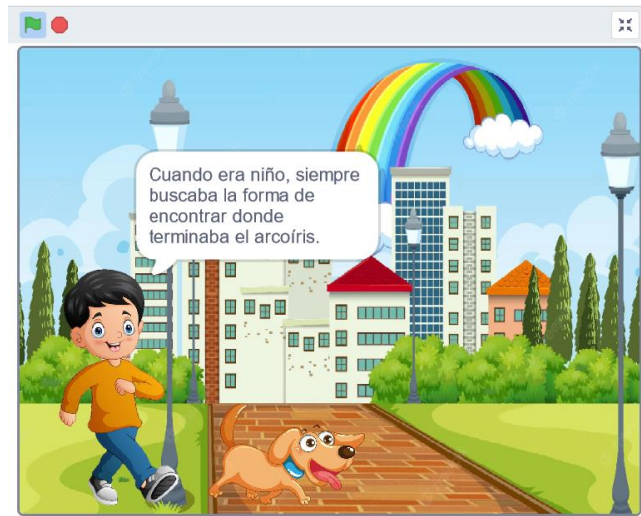 Cuando era niño, siempre
buscaba la forma de
encontrar donde
terminaba el arcoíris.